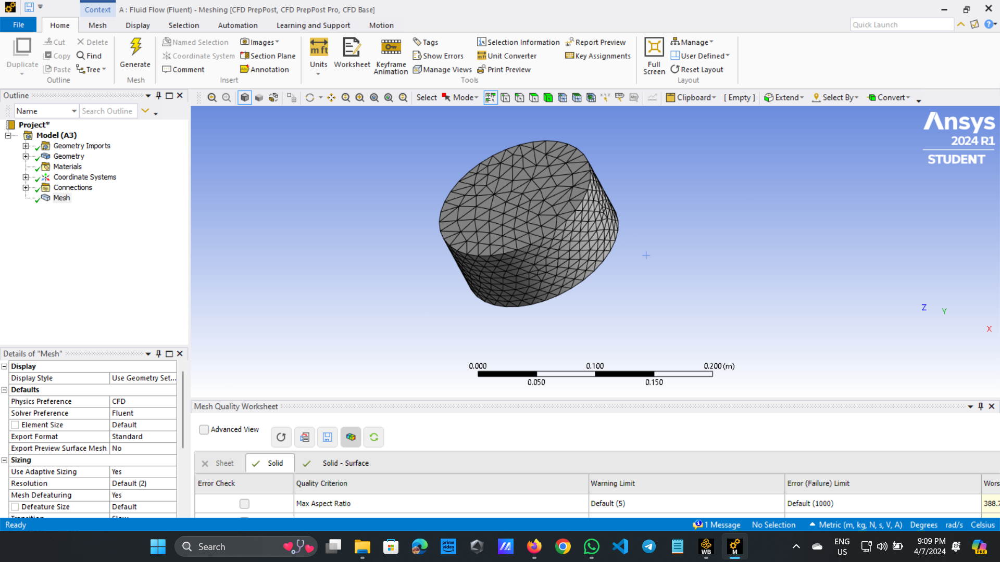 Context
A : Fluid Flow (Fluent) - Meshing [CFD PrepPost, CFD PrepPost Pro, CFD Base]
File Home Mesh Display Selection Automation Learning and Support Motion
Quick Launch
Duplicate
Cut
Copy
Paste
Delete
Find
Tree
Outline
Generate
Mesh
Named Selection
Coordinate System
Comment
Images
Section Plane
Annotation
Insert
mft
Units
Worksheet
Keyframe
Animation
Tags
Show Errors
Manage Views
Selection Information
Unit Converter
Print Preview
Report Preview
Key Assignments
Tools
Full
Screen
Manage
User Defined
Reset Layout
Layout
Outline
Name Search Outline
Select Mode Clipboard [ Empty ] Extend Select By Convert
Project*
Model (A3)
Geometry Imports
Geometry
Materials
Coordinate Systems
Connections
Mesh
Ansys
2024 R1
STUDENT
Z Y
X
0.000 0.100 0.200 (m)
0.050 0.150
Details of "Mesh"
Display
Display Style Use Geometry Set...
Defaults
Physics Preference CFD
Solver Preference Fluent
Element Size Default
Export Format Standard
Export Preview Surface Mesh No
Sizing
Use Adaptive Sizing Yes
Resolution Default (2)
Mesh Defeaturing Yes
Defeature Size Default
Mesh Quality Worksheet
Advanced View
Sheet Solid Solid - Surface
Error Check Quality Criterion Warning Limit Error (Failure) Limit Wors
Max Aspect Ratio Default (5) Default (1000) 388.7
Ready
1 Message No Selection Metric (m, kg, N, s, V, A) Degrees rad/s Celsius
Search
prime
video
WB
M
ENG
US
9:09 PM
4/7/2024
PRE